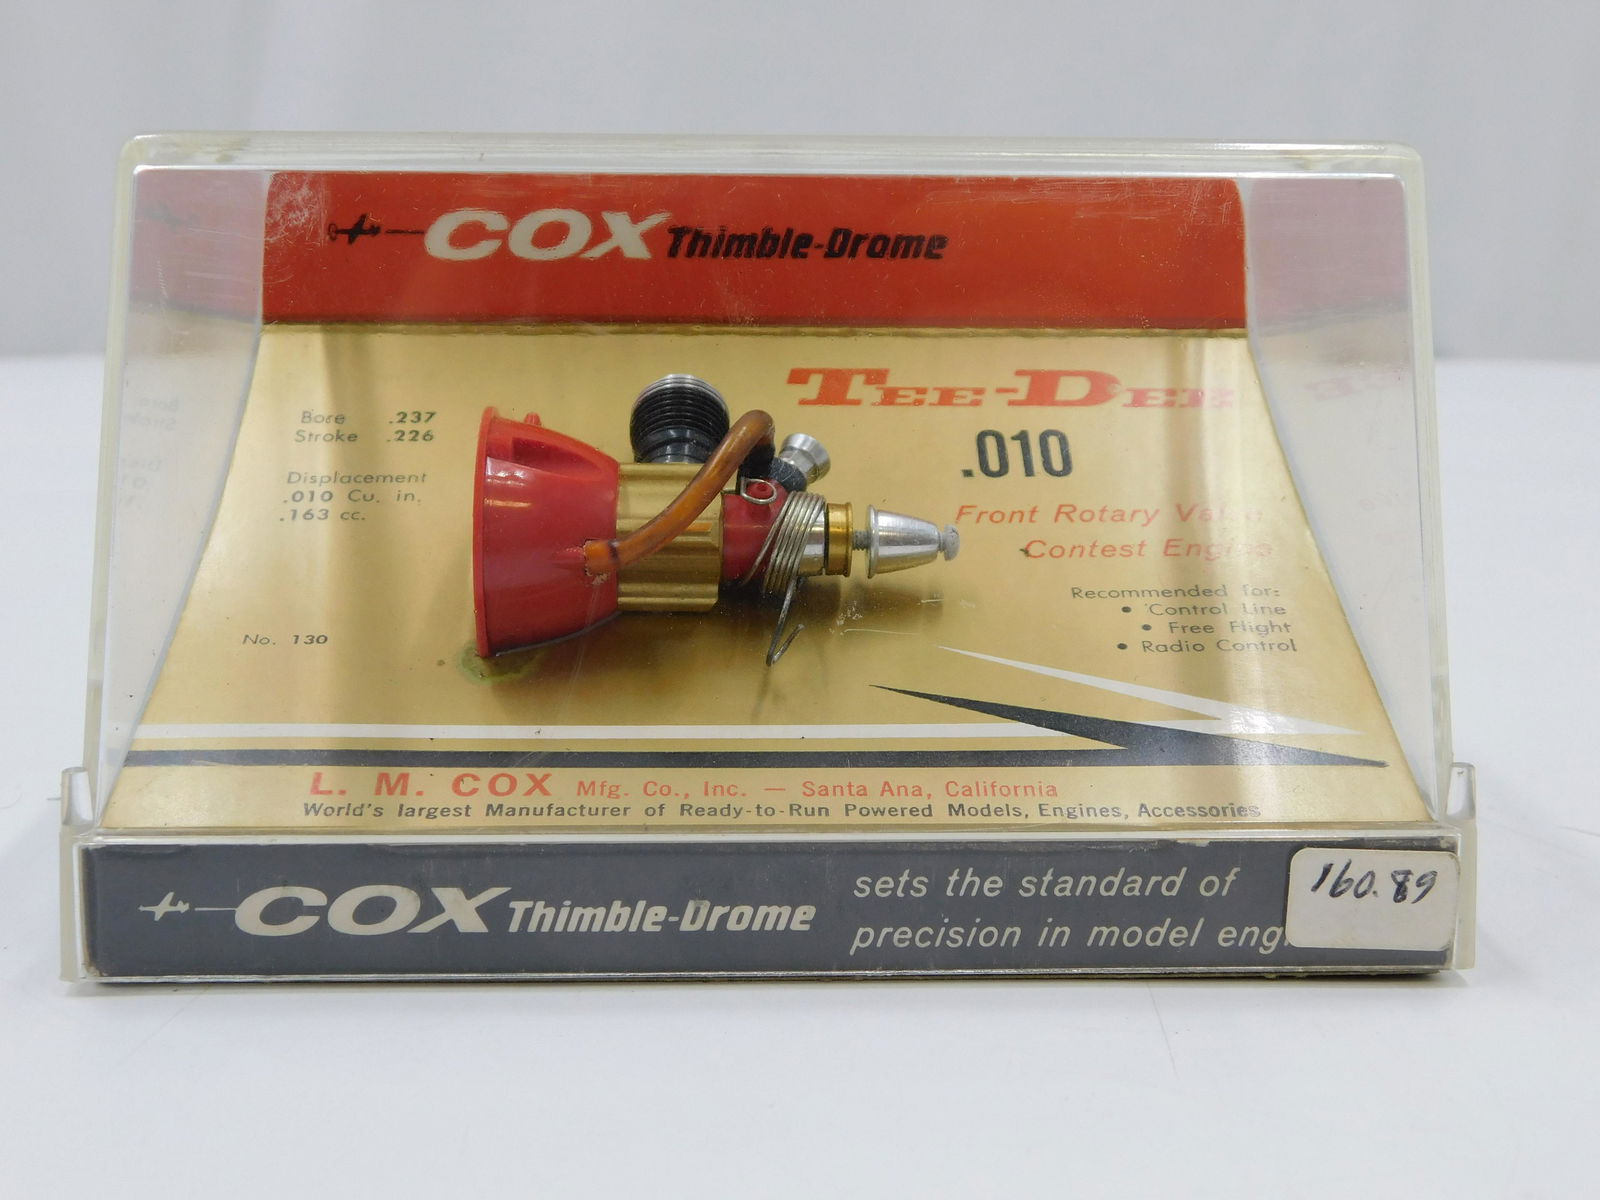 COX Thimble-Drome
TEE-DEE
.010
Front Rotary Valve
Contest Engine
Recommended for:
• Control Line
• Free Flight
• Radio Control
Bore .237
Stroke .226
Displacement
.010 Cu. in.
.163 cc.
No. 130
L. M. COX Mfg. Co., Inc. — Santa Ana, California
World's largest Manufacturer of Ready-to-Run Powered Models, Engines, Accessories
COX Thimble-Drome
sets the standard of
precision in model eng
160.89